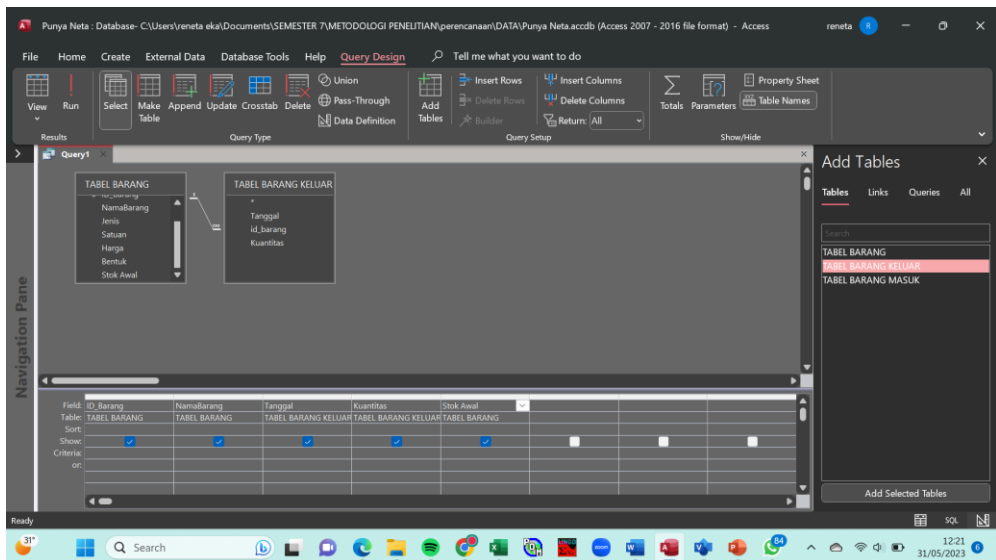 Punya Neta : Database- C:\Users\reneta eka\Documents\SEMESTER 7\METODOLOGI PENELITIAN\perencanaan\DATA\Punya Neta.accdb (Access 2007 - 2016 file format) - Access reneta R
File Home Create External Data Database Tools Help Query Design Tell me what you want to do
View Run Select Make Table Append Update Crosstab Delete Union Pass-Through Data Definition Add Tables Insert Rows Delete Rows Builder Insert Columns Delete Columns Return: All Totals Parameters Property Sheet Table Names
Results Query Type Query Setup Show/Hide
Query1
Add Tables
Tables Links Queries All
Search
TABEL BARANG
TABEL BARANG KELUAR
TABEL BARANG MASUK
Add Selected Tables
Navigation Pane
TABEL BARANG
ID_Barang
NamaBarang
Jenis
Satuan
Harga
Bentuk
Stok Awal
TABEL BARANG KELUAR
*
Tanggal
id_barang
Kuantitas
Field: ID_Barang NamaBarang Tanggal Kuantitas Stok Awal
Table: TABEL BARANG TABEL BARANG TABEL BARANG KELUAR TABEL BARANG KELUAR TABEL BARANG
Sort:
Show:
Criteria:
or:
Ready SQL
31° Search 84 12:21
31/05/2023 6